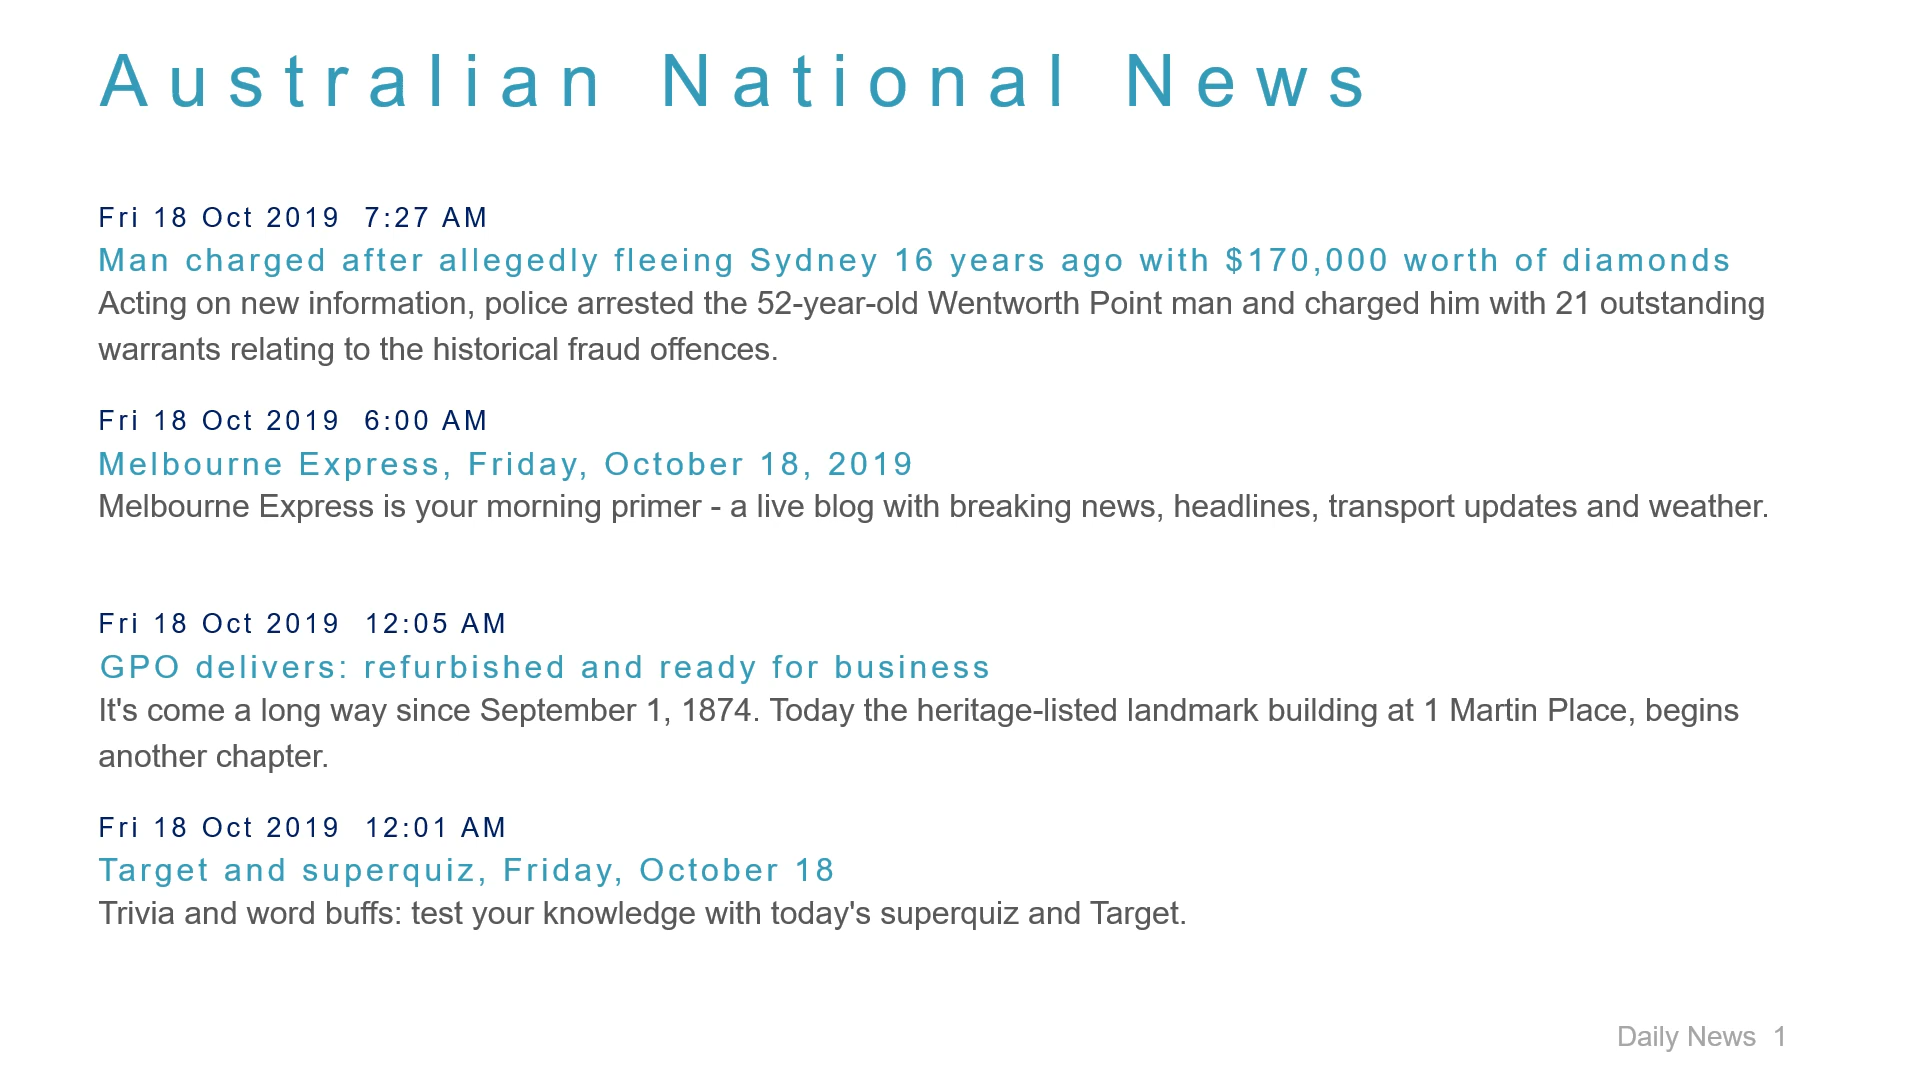 Australian National News
Fri 18 Oct 2019  7:27 AM
Man charged after allegedly fleeing Sydney 16 years ago with $170,000 worth of diamonds
Acting on new information, police arrested the 52-year-old Wentworth Point man and charged him with 21 outstanding
warrants relating to the historical fraud offences.
Fri 18 Oct 2019  6:00 AM
Melbourne Express, Friday, October 18, 2019
Melbourne Express is your morning primer - a live blog with breaking news, headlines, transport updates and weather.
Fri 18 Oct 2019  12:05 AM
GPO delivers: refurbished and ready for business
It's come a long way since September 1, 1874. Today the heritage-listed landmark building at 1 Martin Place, begins
another chapter.
Fri 18 Oct 2019  12:01 AM
Target and superquiz, Friday, October 18
Trivia and word buffs: test your knowledge with today's superquiz and Target.
Daily News  1